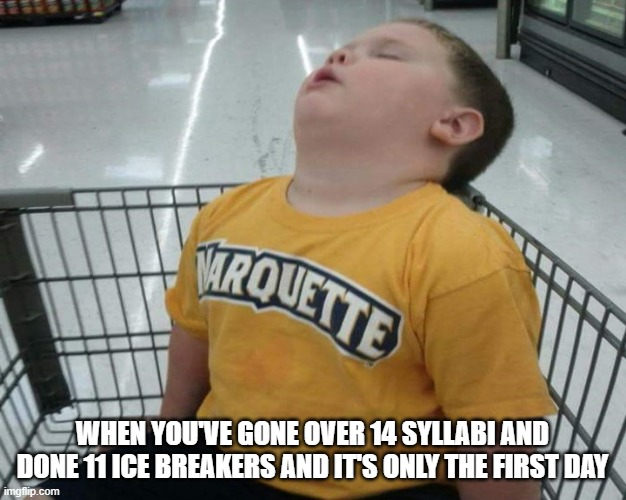 MARQUETTE
WHEN YOU'VE GONE OVER 14 SYLLABI AND
DONE 11 ICE BREAKERS AND IT'S ONLY THE FIRST DAY
imgflip.com